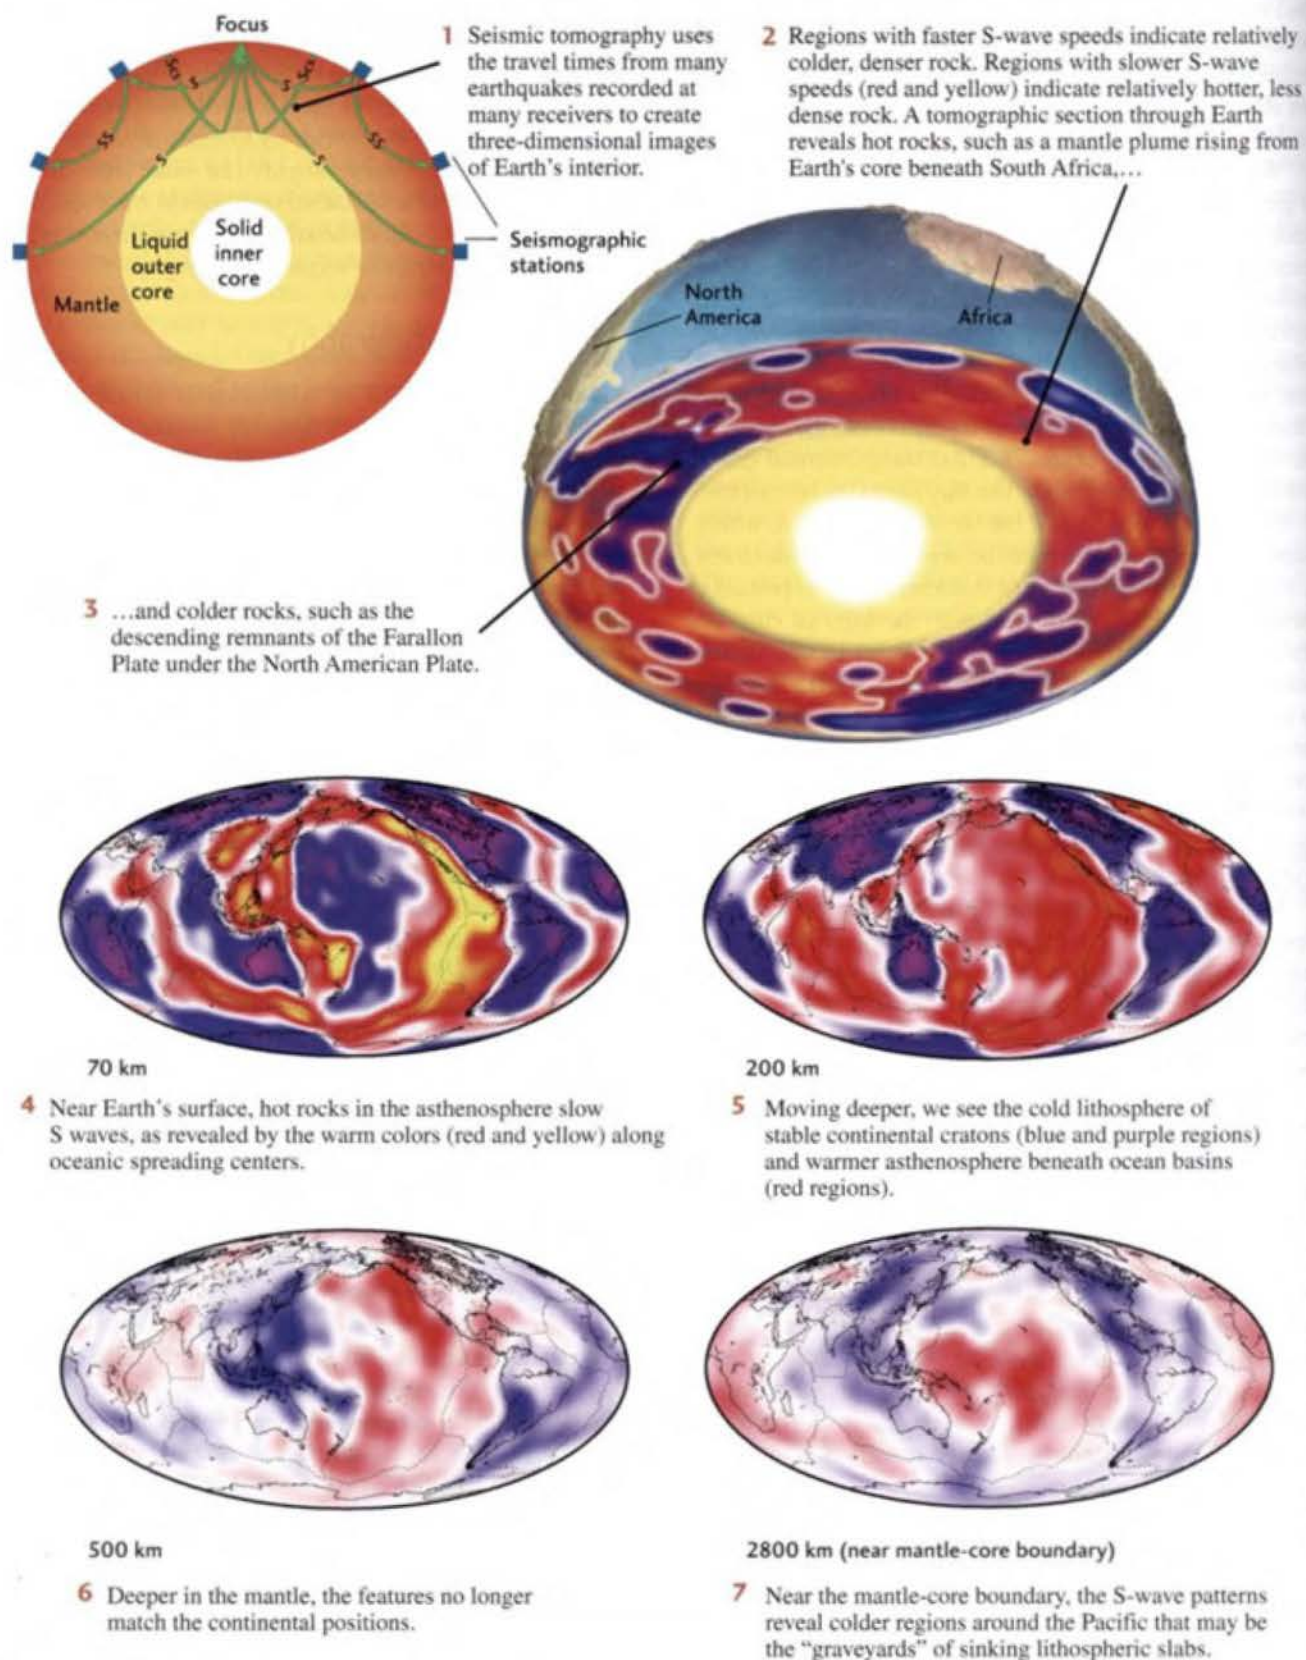 Focus
1 Seismic tomography uses
the travel times from many
earthquakes recorded at
many receivers to create
three-dimensional images
of Earth's interior.
2 Regions with faster S-wave speeds indicate relatively
colder, denser rock. Regions with slower S-wave
speeds (red and yellow) indicate relatively hotter, less
dense rock. A tomographic section through Earth
reveals hot rocks, such as a mantle plume rising from
Earth's core beneath South Africa,…
ScS
S
S
ScS
SS
SS
S
S
Solid
inner
core
Liquid
outer
core
Mantle
Seismographic
stations
North
America
Africa
3 …and colder rocks, such as the
descending remnants of the Farallon
Plate under the North American Plate.
70 km
200 km
4 Near Earth's surface, hot rocks in the asthenosphere slow
S waves, as revealed by the warm colors (red and yellow) along
oceanic spreading centers.
5 Moving deeper, we see the cold lithosphere of
stable continental cratons (blue and purple regions)
and warmer asthenosphere beneath ocean basins
(red regions).
500 km
2800 km (near mantle-core boundary)
6 Deeper in the mantle, the features no longer
match the continental positions.
7 Near the mantle-core boundary, the S-wave patterns
reveal colder regions around the Pacific that may be
the "graveyards" of sinking lithospheric slabs.